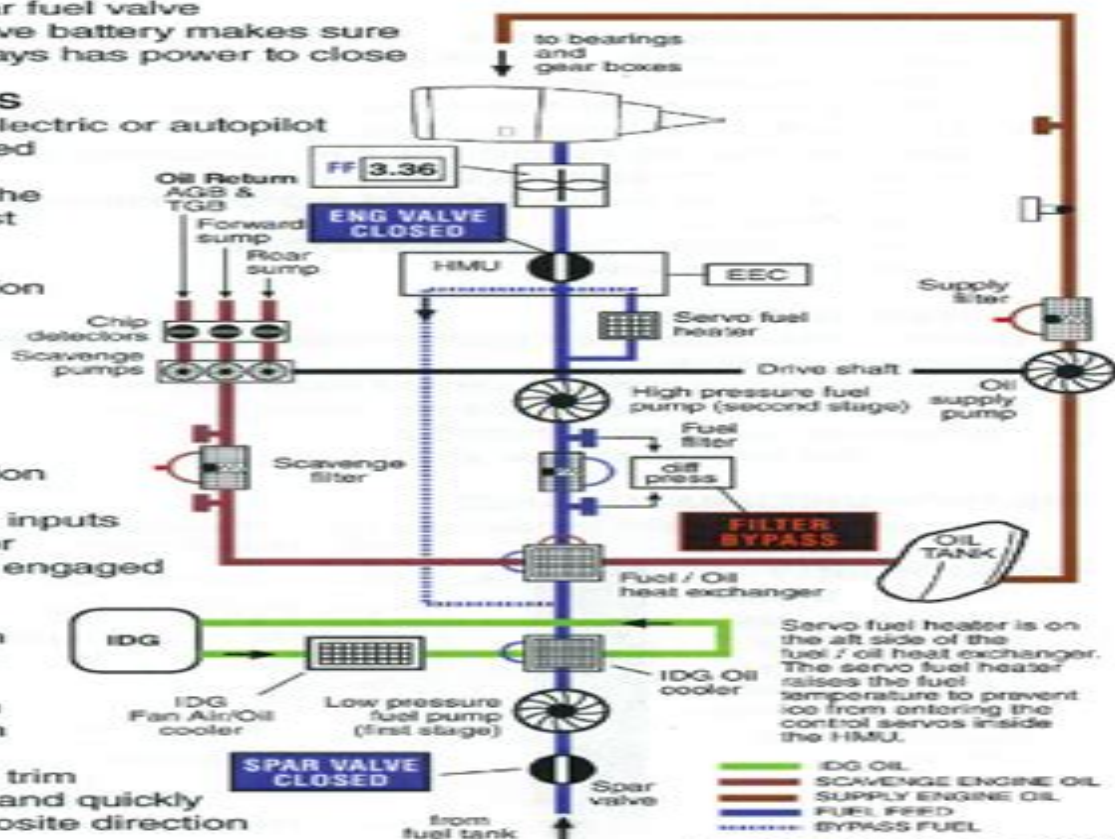 ar fuel valve
ve battery makes sure
ays has power to close
s
lectric or autopilot
ed
he
st
on
on
inputs
or
engaged
trim
and quickly
osite direction
to bearings
and
gear boxes
FF 3.36
ENG VALVE
CLOSED
Oil Return
AGB &
TGB
Forward
sump
Rear
sump
HMU
EEC
Supply
filter
Servo fuel
heater
Chip
detectors
Scavenge
pumps
Drive shaft
Oil
supply
pump
High pressure fuel
pump (second stage)
Fuel
filter
diff
press
Scavenge
filter
FILTER
BYPASS
OIL
TANK
Fuel / Oil
heat exchanger
IDG
IDG
Fan Air/Oil
cooler
IDG Oil
cooler
Low pressure
fuel pump
(first stage)
SPAR VALVE
CLOSED
Spar
valve
from
fuel tank
Servo fuel heater is on
the aft side of the
fuel / oil heat exchanger.
The servo fuel heater
raises the fuel
temperature to prevent
ice from entering the
control servos inside
the HMU.
IDG OIL
SCAVENGE ENGINE OIL
SUPPLY ENGINE OIL
FUEL FEED
BYPASS FUEL